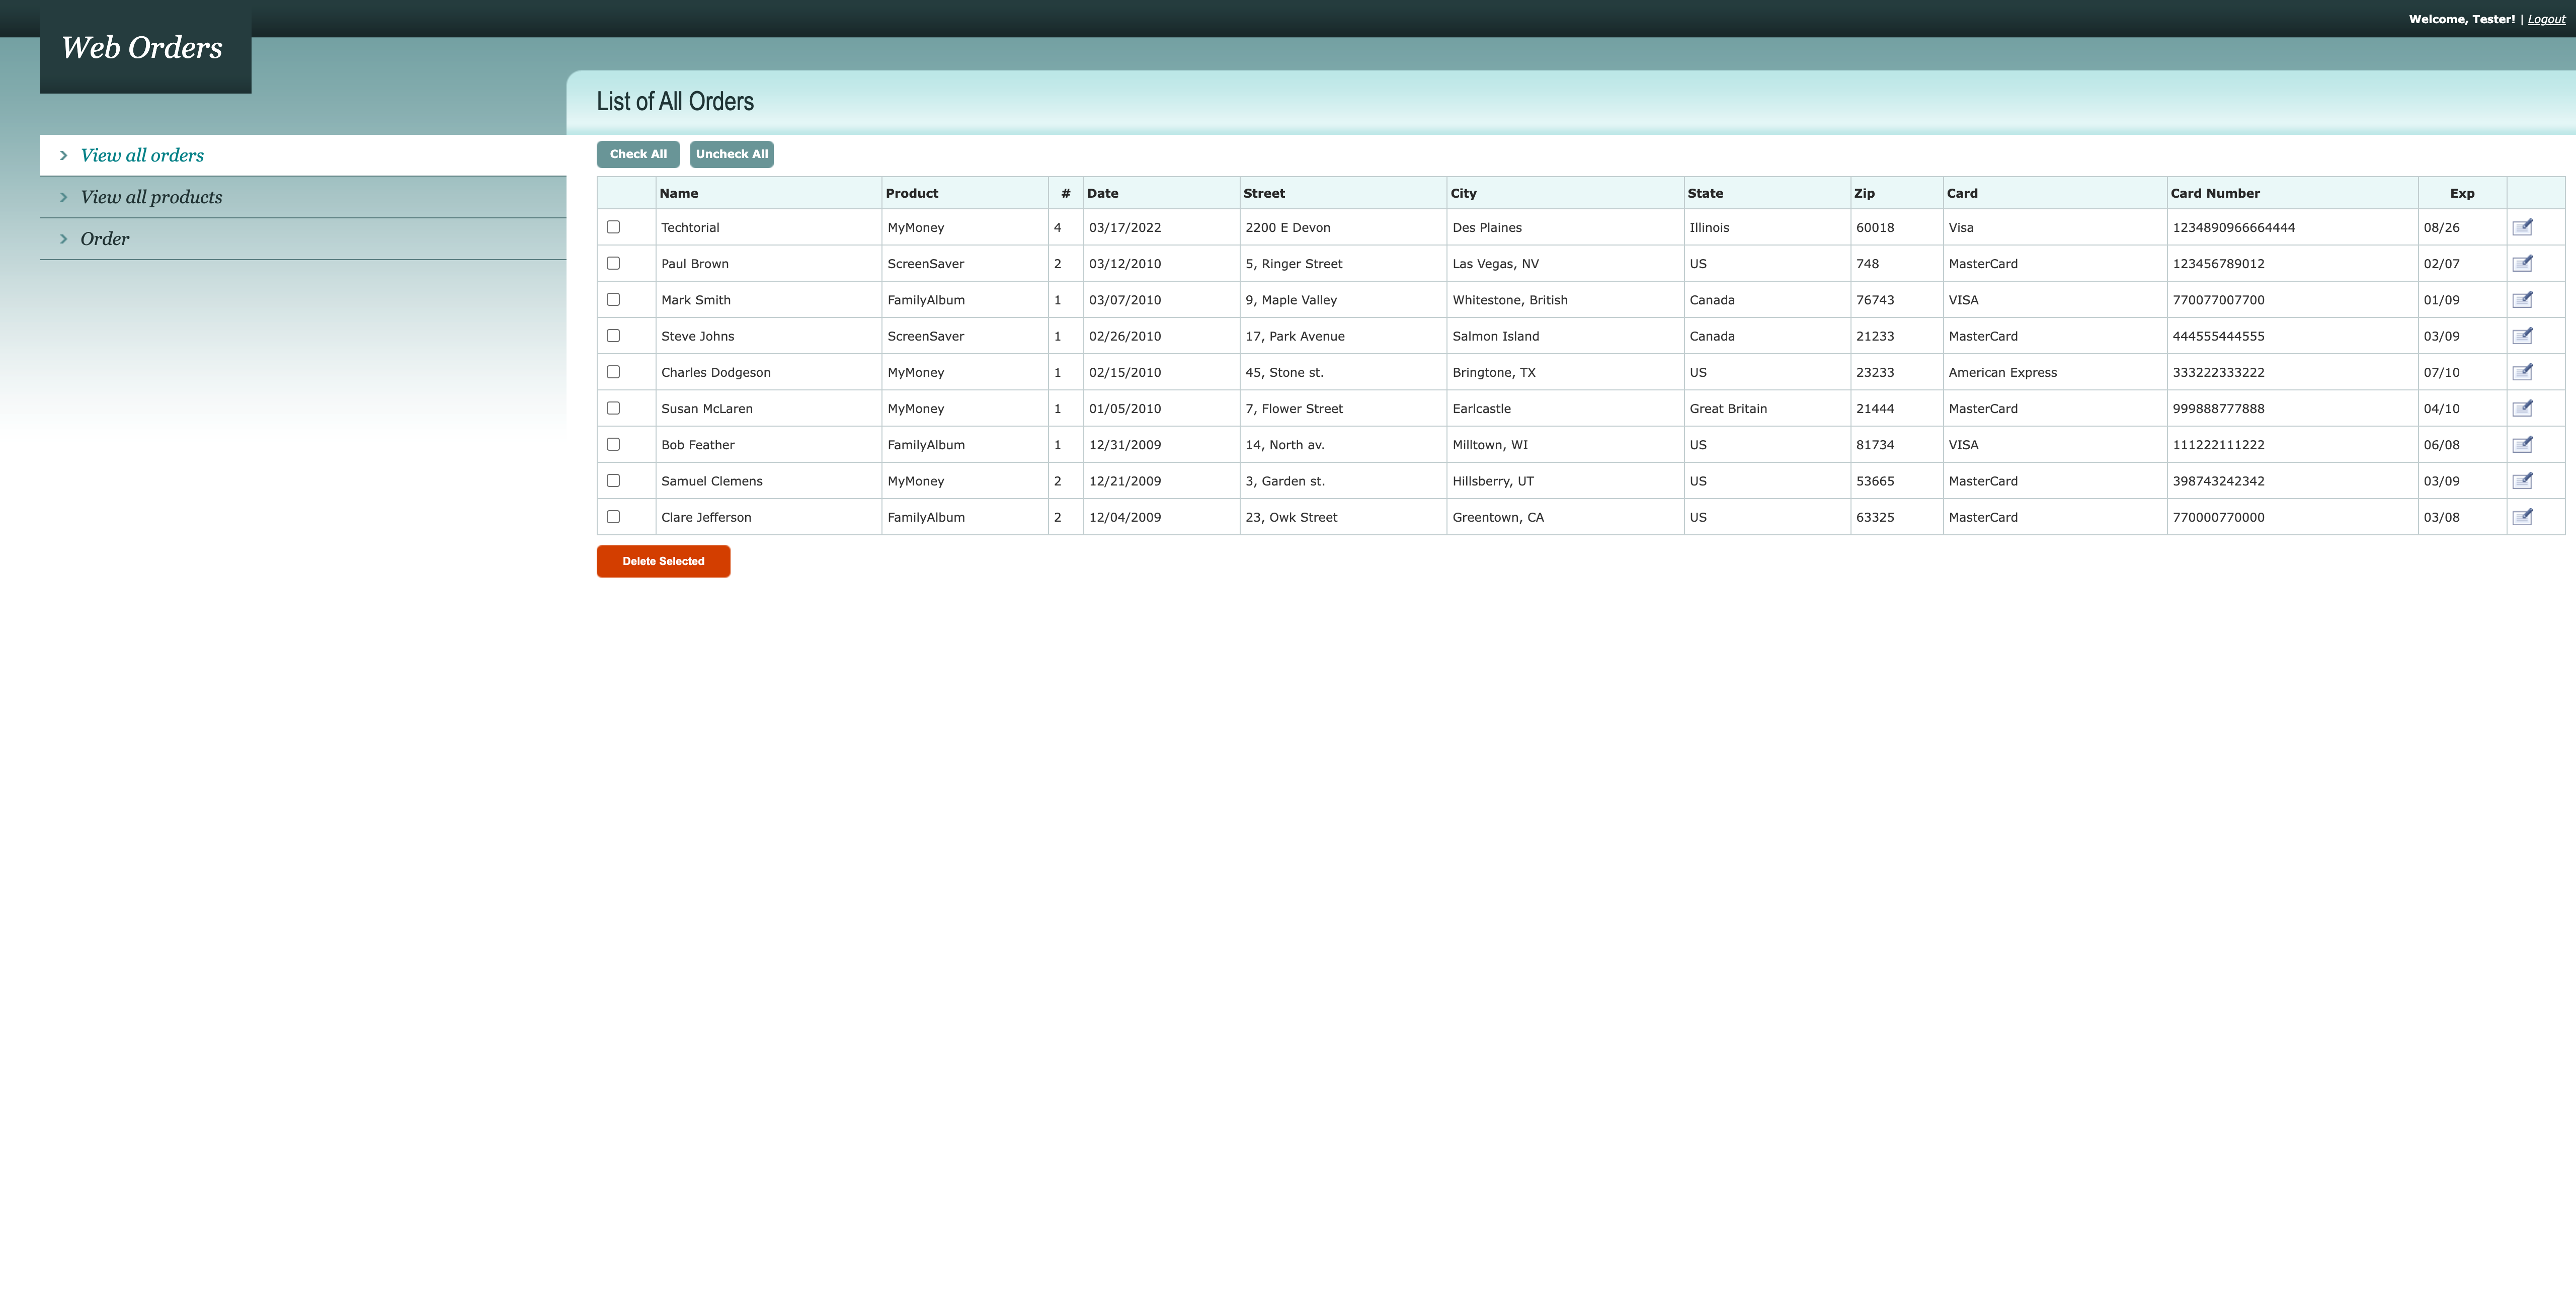 Welcome, Tester! | Logout
Web Orders
List of All Orders
View all orders
View all products
Order
Check All Uncheck All
Name Product # Date Street City State Zip Card Card Number Exp
Techtorial MyMoney 4 03/17/2022 2200 E Devon Des Plaines Illinois 60018 Visa 1234890966664444 08/26
Paul Brown ScreenSaver 2 03/12/2010 5, Ringer Street Las Vegas, NV US 748 MasterCard 123456789012 02/07
Mark Smith FamilyAlbum 1 03/07/2010 9, Maple Valley Whitestone, British Canada 76743 VISA 770077007700 01/09
Steve Johns ScreenSaver 1 02/26/2010 17, Park Avenue Salmon Island Canada 21233 MasterCard 444555444555 03/09
Charles Dodgeson MyMoney 1 02/15/2010 45, Stone st. Bringtone, TX US 23233 American Express 333222333222 07/10
Susan McLaren MyMoney 1 01/05/2010 7, Flower Street Earlcastle Great Britain 21444 MasterCard 999888777888 04/10
Bob Feather FamilyAlbum 1 12/31/2009 14, North av. Milltown, WI US 81734 VISA 111222111222 06/08
Samuel Clemens MyMoney 2 12/21/2009 3, Garden st. Hillsberry, UT US 53665 MasterCard 398743242342 03/09
Clare Jefferson FamilyAlbum 2 12/04/2009 23, Owk Street Greentown, CA US 63325 MasterCard 770000770000 03/08
Delete Selected